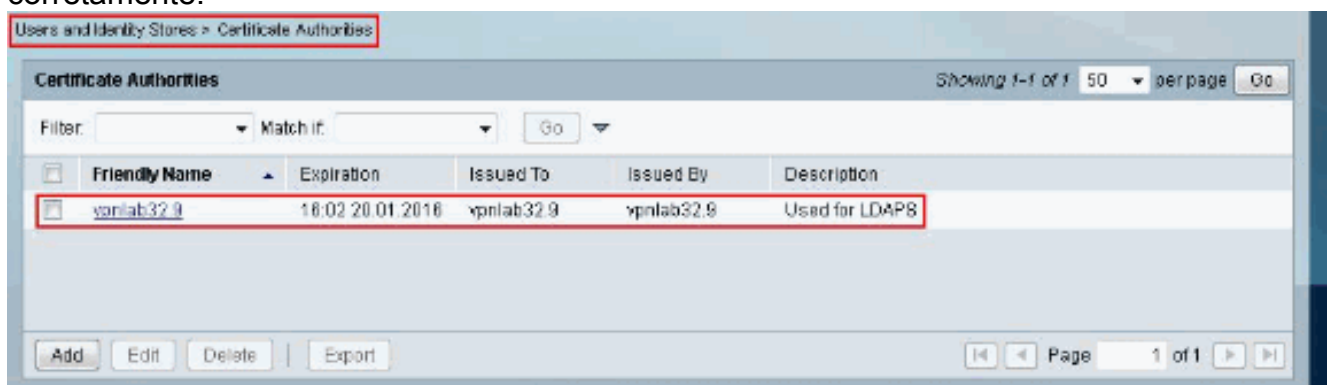 corretamente.
Users and Identity Stores > Certificate Authorities
Certificate Authorities Showing 1-1 of 1 50 per page Go
Filter: Match if: Go
Friendly Name Expiration Issued To Issued By Description
vpnlab32.9 16:02 20.01.2016 vpnlab32.9 vpnlab32.9 Used for LDAPS
Add Edit Delete | Export Page 1 of 1